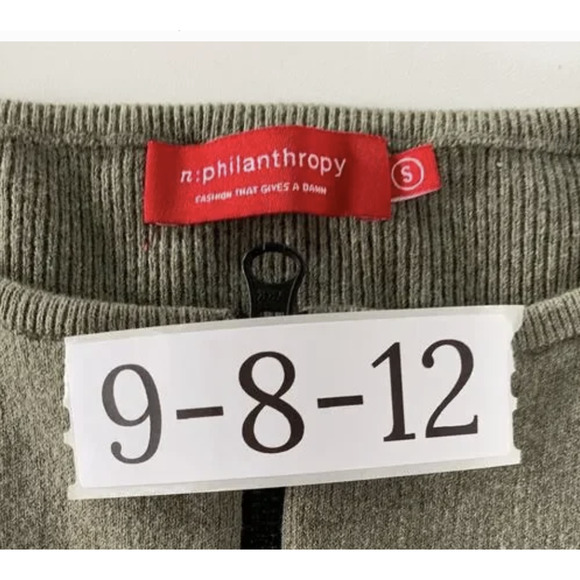 n:philanthropy
FASHION THAT GIVES A DAMN
S
9-8-12